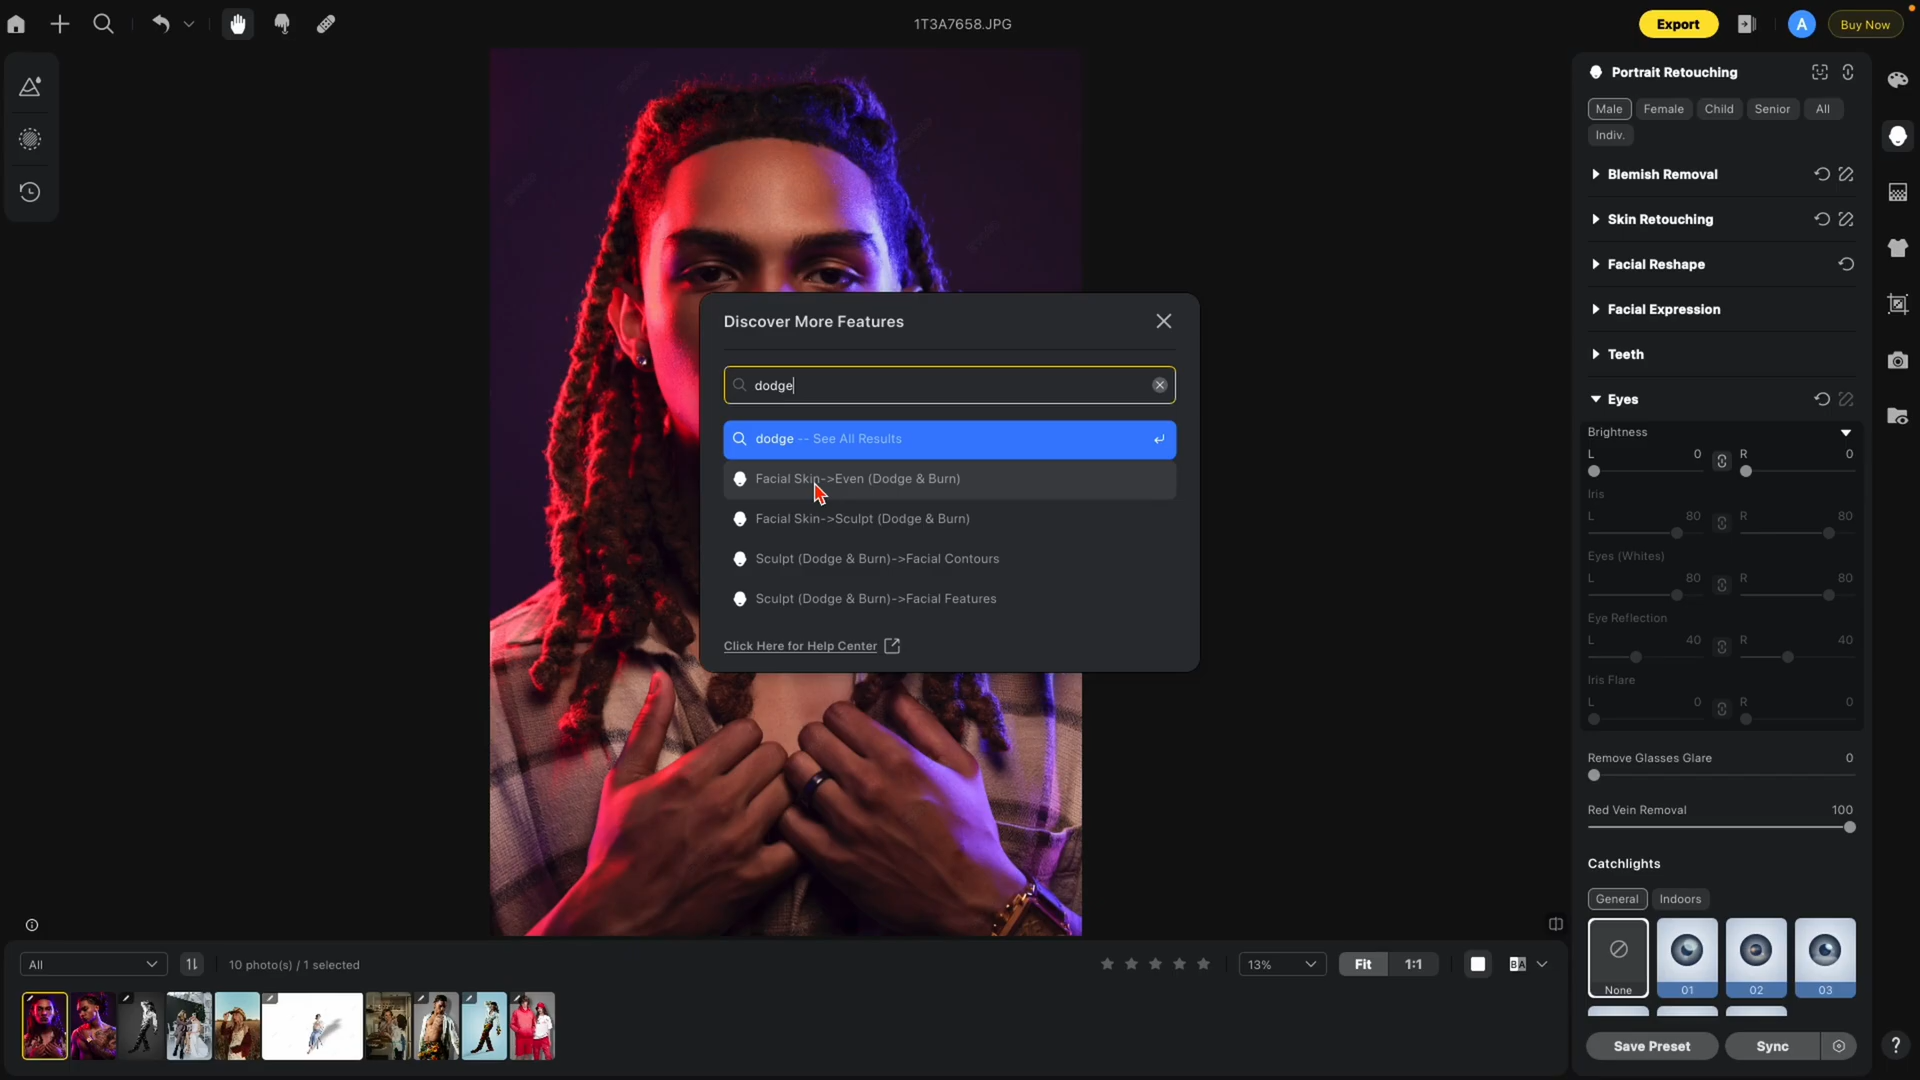 1T3A7658.JPG
Export
A
Buy Now
Portrait Retouching
Male
Female
Child
Senior
All
Indiv.
Blemish Removal
Skin Retouching
Facial Reshape
Facial Expression
Teeth
Eyes
Brightness
L 0 R 0
Iris
L 80 R 80
Eyes (Whites)
L 80 R 80
Eye Reflection
L 40 R 40
Iris Flare
L 0 R 0
Remove Glasses Glare 0
Red Vein Removal 100
Catchlights
General
Indoors
None
01
02
03
Save Preset
Sync
?
Discover More Features
dodge
dodge -- See All Results
Facial Skin->Even (Dodge & Burn)
Facial Skin->Sculpt (Dodge & Burn)
Sculpt (Dodge & Burn)->Facial Contours
Sculpt (Dodge & Burn)->Facial Features
Click Here for Help Center
All
10 photo(s) / 1 selected
13%
Fit
1:1
BA